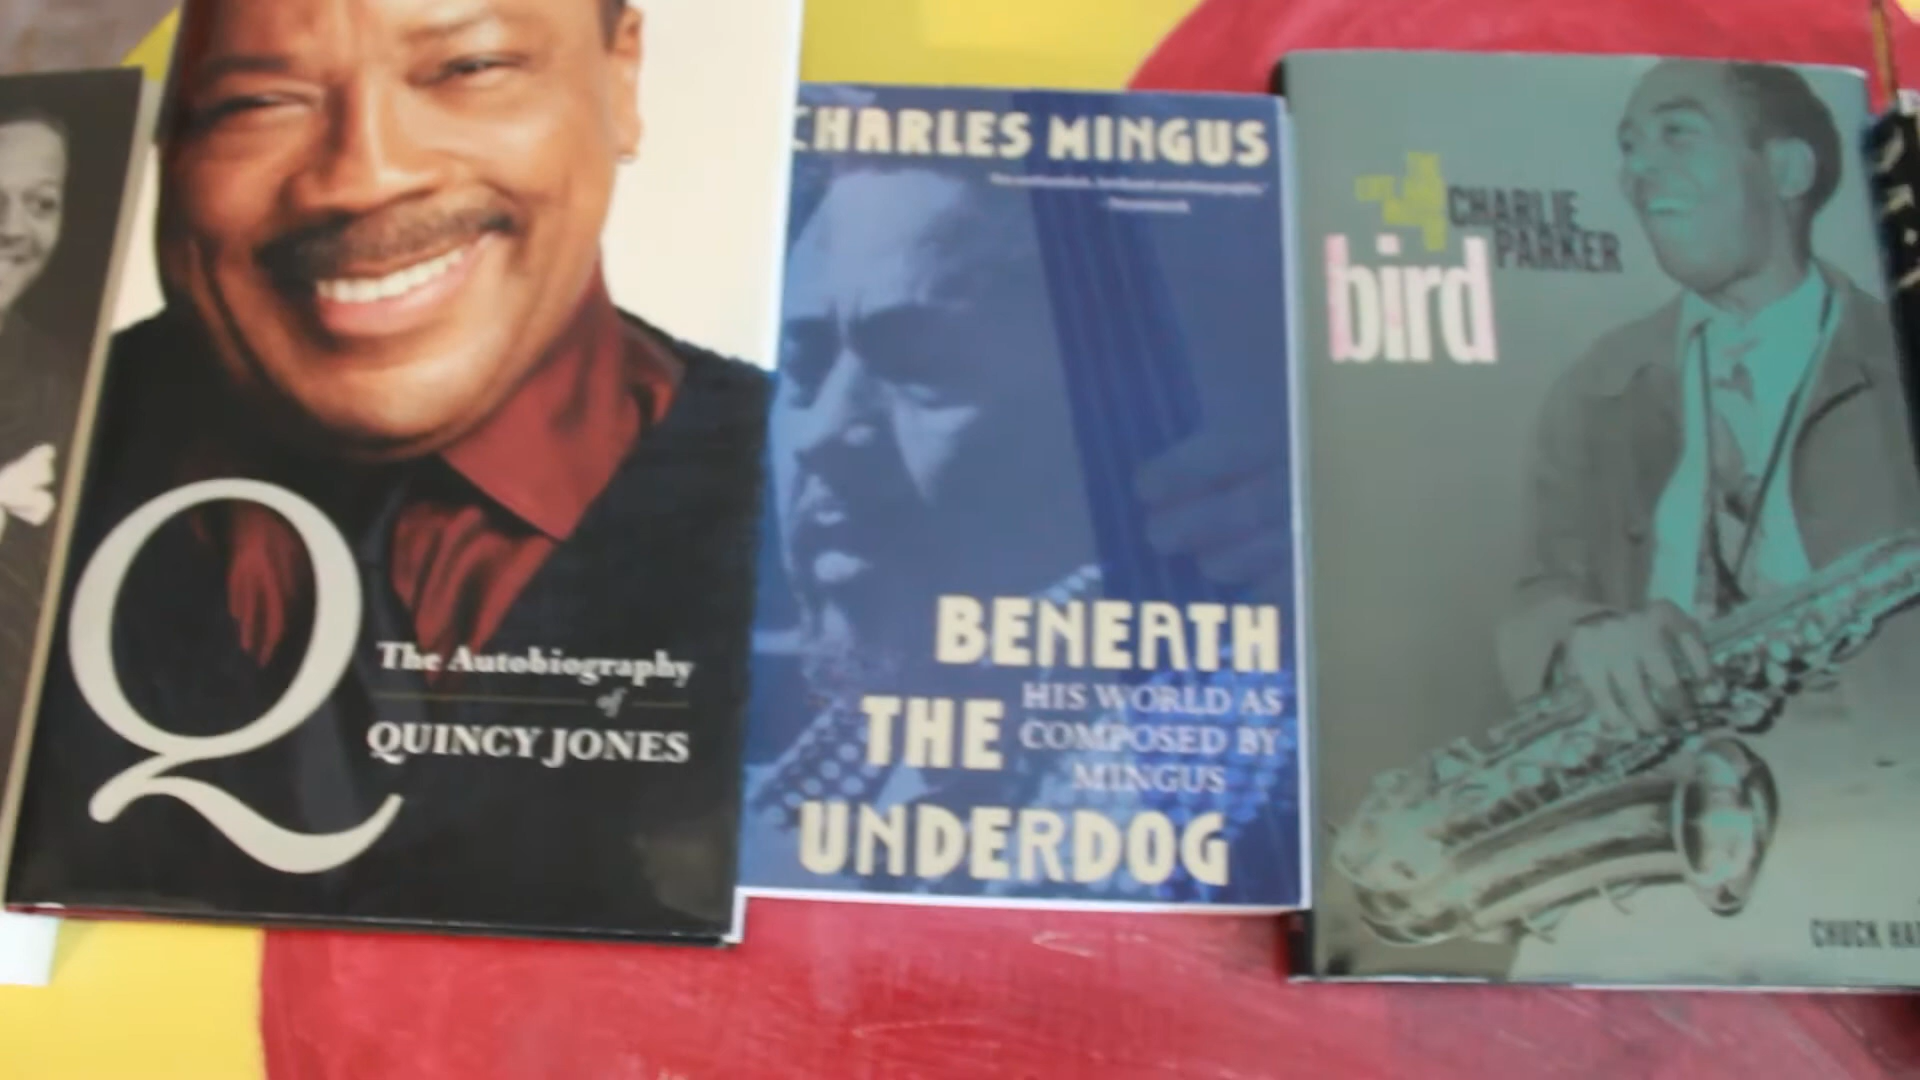 Q
The Autobiography
of
QUINCY JONES
CHARLES MINGUS
BENEATH
THE
HIS WORLD AS
COMPOSED BY
MINGUS
UNDERDOG
CHARLIE
PARKER
bird
CHUCK